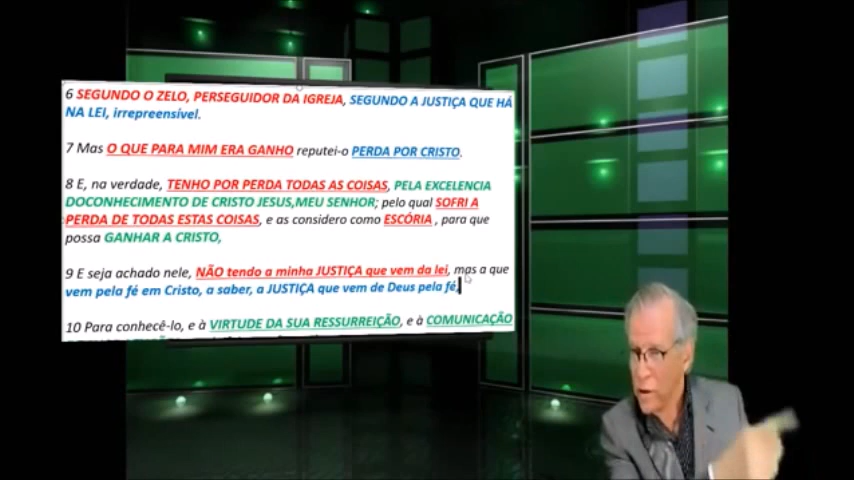 6 SEGUNDO O ZELO, PERSEGUIDOR DA IGREJA, SEGUNDO A JUSTIÇA QUE HÁ
NA LEI, irrepreensível.
7 Mas O QUE PARA MIM ERA GANHO reputei-o PERDA POR CRISTO.
8 E, na verdade, TENHO POR PERDA TODAS AS COISAS, PELA EXCELENCIA
DOCONHECIMENTO DE CRISTO JESUS,MEU SENHOR; pelo qual SOFRI A
PERDA DE TODAS ESTAS COISAS, e as considero como ESCÓRIA , para que
possa GANHAR A CRISTO,
9 E seja achado nele, NÃO tendo a minha JUSTIÇA que vem da lei, mas a que
vem pela fé em Cristo, a saber, a JUSTIÇA que vem de Deus pela fé;
10 Para conhecê-lo, e à VIRTUDE DA SUA RESSURREIÇÃO, e à COMUNICAÇÃO